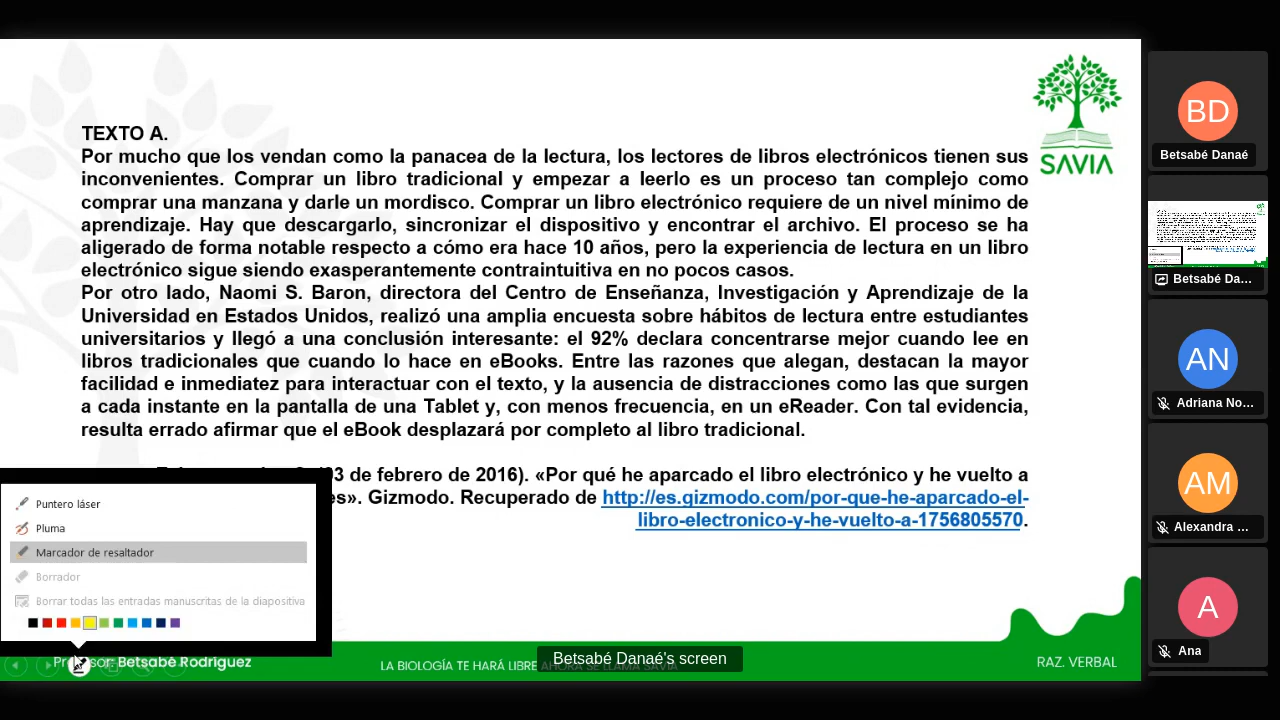 TEXTO A.
Por mucho que los vendan como la panacea de la lectura, los lectores de libros electrónicos tienen sus
inconvenientes. Comprar un libro tradicional y empezar a leerlo es un proceso tan complejo como
comprar una manzana y darle un mordisco. Comprar un libro electrónico requiere de un nivel mínimo de
aprendizaje. Hay que descargarlo, sincronizar el dispositivo y encontrar el archivo. El proceso se ha
aligerado de forma notable respecto a cómo era hace 10 años, pero la experiencia de lectura en un libro
electrónico sigue siendo exasperantemente contraintuitiva en no pocos casos.
Por otro lado, Naomi S. Baron, directora del Centro de Enseñanza, Investigación y Aprendizaje de la
Universidad en Estados Unidos, realizó una amplia encuesta sobre hábitos de lectura entre estudiantes
universitarios y llegó a una conclusión interesante: el 92% declara concentrarse mejor cuando lee en
libros tradicionales que cuando lo hace en eBooks. Entre las razones que alegan, destacan la mayor
facilidad e inmediatez para interactuar con el texto, y la ausencia de distracciones como las que surgen
a cada instante en la pantalla de una Tablet y, con menos frecuencia, en un eReader. Con tal evidencia,
resulta errado afirmar que el eBook desplazará por completo al libro tradicional.
de febrero de 2016). «Por qué he aparcado el libro electrónico y he vuelto a
es». Gizmodo. Recuperado de http://es.gizmodo.com/por-que-he-aparcado-el-
libro-electronico-y-he-vuelto-a-1756805570.
SAVIA
Puntero láser
Pluma
Marcador de resaltador
Borrador
Borrar todas las entradas manuscritas de la diapositiva
Betsabé Rodríguez
LA BIOLOGÍA TE HARÁ LIBRE AHORA SE LLAMA SAVIA
Betsabé Danaé's screen
RAZ. VERBAL
BD
Betsabé Danaé
Betsabé Da...
AN
Adriana No...
AM
Alexandra ...
A
Ana